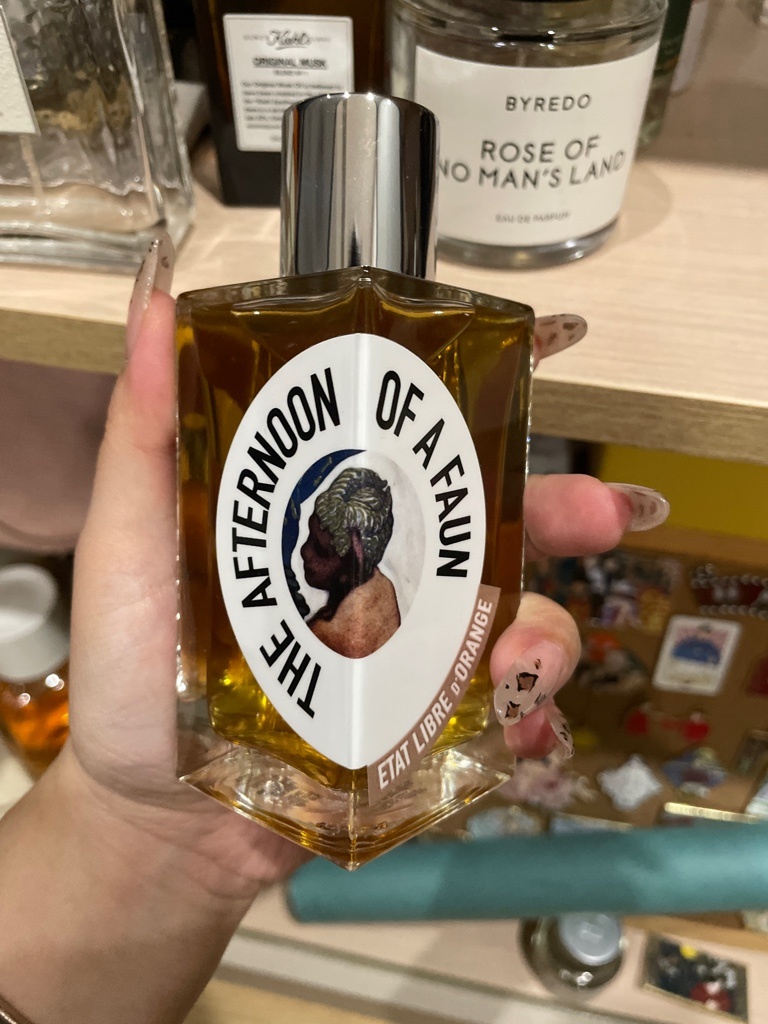 Kiehl's
ORIGINAL MUSK
BYREDO
ROSE OF
NO MAN'S LAND
EAU DE PARFUM
THE AFTERNOON
OF A FAUN
ETAT LIBRE D'ORANGE